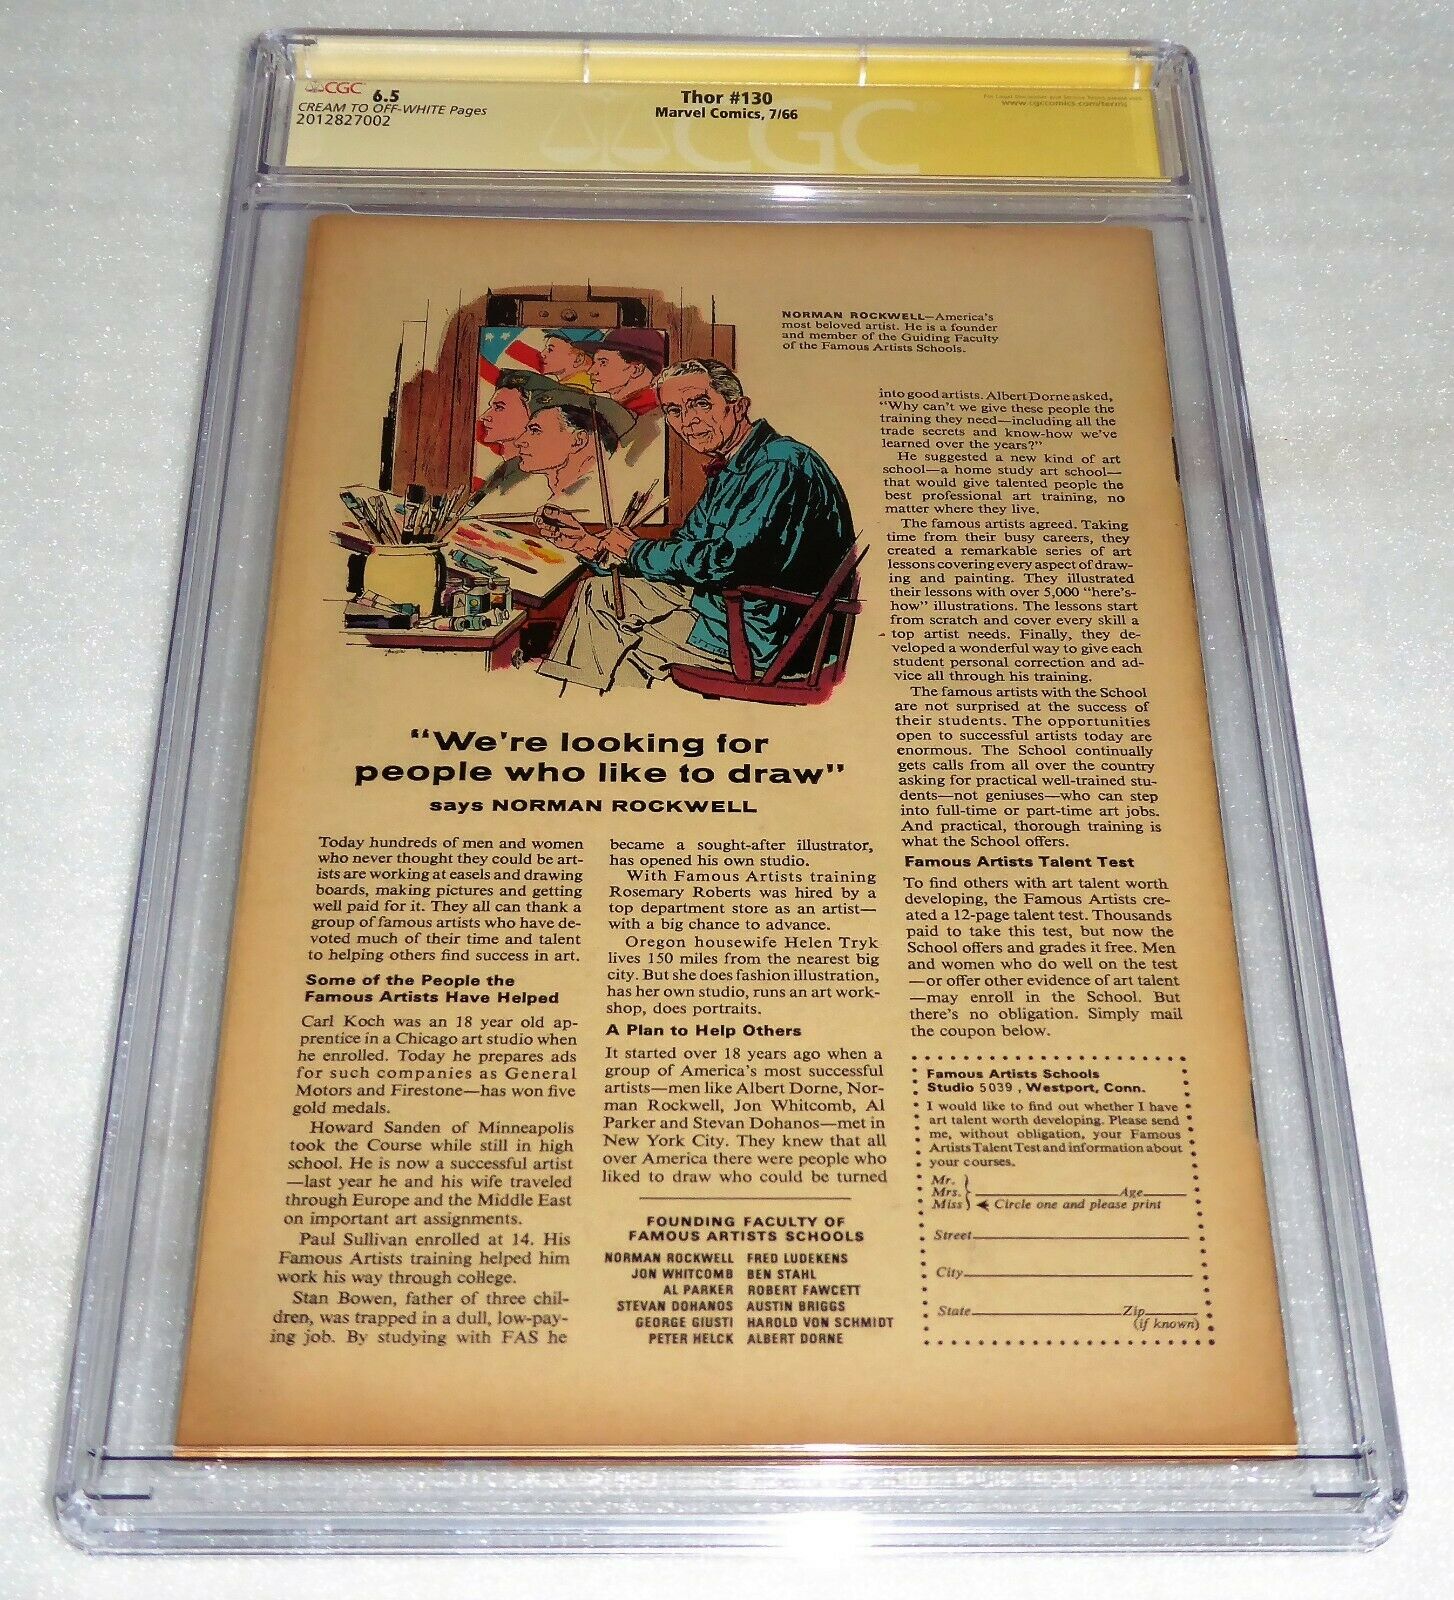 CGC 6.5
CREAM TO OFF-WHITE Pages
2012827002
Thor #130
Marvel Comics, 7/66
www.cgccomics.com/terms
CGC
NORMAN ROCKWELL—America's
most beloved artist. He is a founder
and member of the Guiding Faculty
of the Famous Artists Schools.
"We're looking for
people who like to draw"
says NORMAN ROCKWELL
Today hundreds of men and women
who never thought they could be art-
ists are working at easels and drawing
boards, making pictures and getting
well paid for it. They all can thank a
group of famous artists who have de-
voted much of their time and talent
to helping others find success in art.
Some of the People the
Famous Artists Have Helped
Carl Koch was an 18 year old ap-
prentice in a Chicago art studio when
he enrolled. Today he prepares ads
for such companies as General
Motors and Firestone—has won five
gold medals.
Howard Sanden of Minneapolis
took the Course while still in high
school. He is now a successful artist
—last year he and his wife traveled
through Europe and the Middle East
on important art assignments.
Paul Sullivan enrolled at 14. His
Famous Artists training helped him
work his way through college.
Stan Bowen, father of three chil-
dren, was trapped in a dull, low-pay-
ing job. By studying with FAS he
became a sought-after illustrator,
has opened his own studio.
With Famous Artists training
Rosemary Roberts was hired by a
top department store as an artist—
with a big chance to advance.
Oregon housewife Helen Tryk
lives 150 miles from the nearest big
city. But she does fashion illustration,
has her own studio, runs an art work-
shop, does portraits.
A Plan to Help Others
It started over 18 years ago when a
group of America's most successful
artists—men like Albert Dorne, Nor-
man Rockwell, Jon Whitcomb, Al
Parker and Stevan Dohanos—met in
New York City. They knew that all
over America there were people who
liked to draw who could be turned
FOUNDING FACULTY OF
FAMOUS ARTISTS SCHOOLS
NORMAN ROCKWELL FRED LUDEKENS
JON WHITCOMB BEN STAHL
AL PARKER ROBERT FAWCETT
STEVAN DOHANOS AUSTIN BRIGGS
GEORGE GIUSTI HAROLD VON SCHMIDT
PETER HELCK ALBERT DORNE
into good artists. Albert Dorne asked,
"Why can't we give these people the
training they need—including all the
trade secrets and know-how we've
learned over the years?"
He suggested a new kind of art
school—a home study art school—
that would give talented people the
best professional art training, no
matter where they live.
The famous artists agreed. Taking
time from their busy careers, they
created a remarkable series of art
lessons covering every aspect of draw-
ing and painting. They illustrated
their lessons with over 5,000 "here's-
how" illustrations. The lessons start
from scratch and cover every skill a
top artist needs. Finally, they de-
veloped a wonderful way to give each
student personal correction and ad-
vice all through his training.
The famous artists with the School
are not surprised at the success of
their students. The opportunities
open to successful artists today are
enormous. The School continually
gets calls from all over the country
asking for practical well-trained stu-
dents—not geniuses—who can step
into full-time or part-time art jobs.
And practical, thorough training is
what the School offers.
Famous Artists Talent Test
To find others with art talent worth
developing, the Famous Artists cre-
ated a 12-page talent test. Thousands
paid to take this test, but now the
School offers and grades it free. Men
and women who do well on the test
—or offer other evidence of art talent
—may enroll in the School. But
there's no obligation. Simply mail
the coupon below.
Famous Artists Schools
Studio 5039, Westport, Conn.
I would like to find out whether I have
art talent worth developing. Please send
me, without obligation, your Famous
Artists Talent Test and information about
your courses.
Mr.
Mrs. Age
Miss Circle one and please print
Street
City
State Zip
(if known)